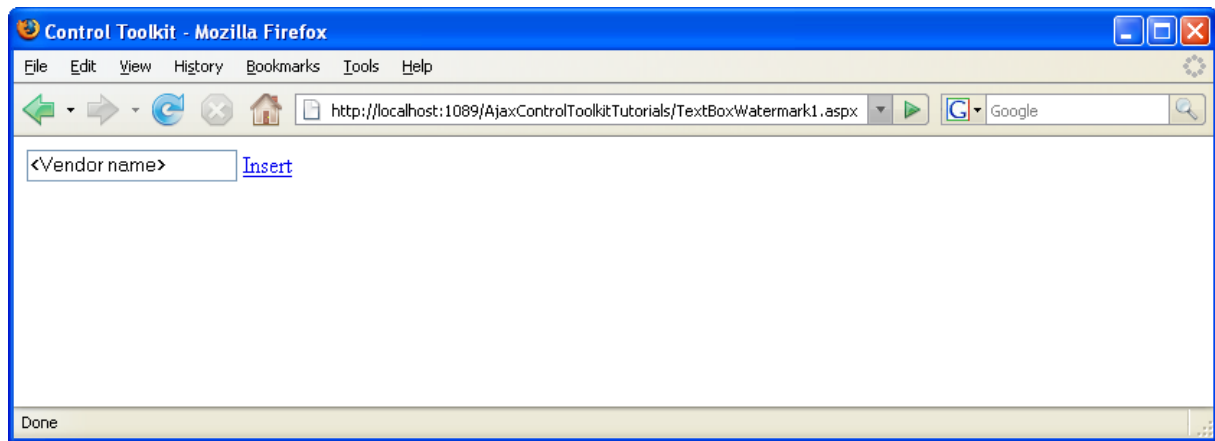 Control Toolkit - Mozilla Firefox
File Edit View History Bookmarks Tools Help
http://localhost:1089/AjaxControlToolkitTutorials/TextBoxWatermark1.aspx G Google
<Vendor name> Insert
Done